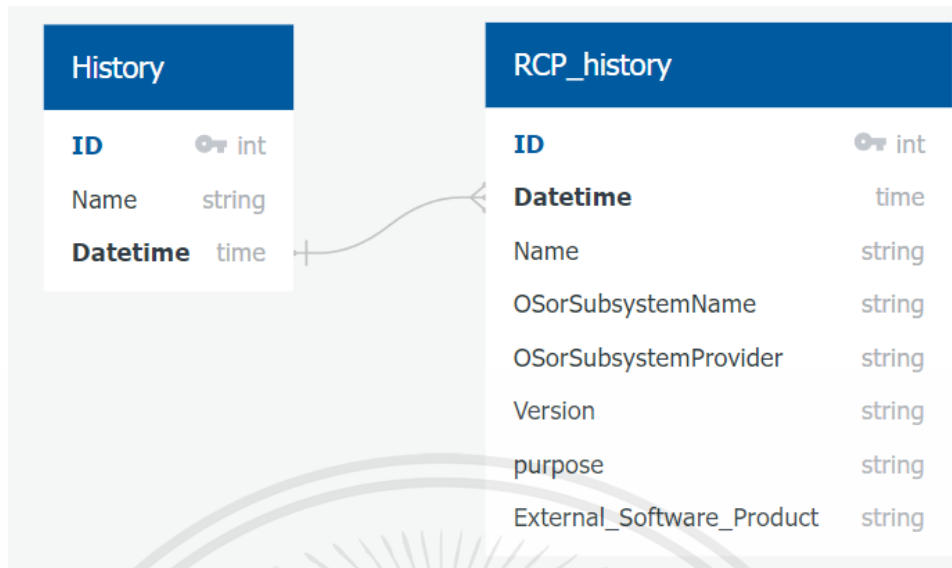 History
ID int
Name string
Datetime time
RCP_history
ID int
Datetime time
Name string
OSorSubsystemName string
OSorSubsystemProvider string
Version string
purpose string
External_Software_Product string